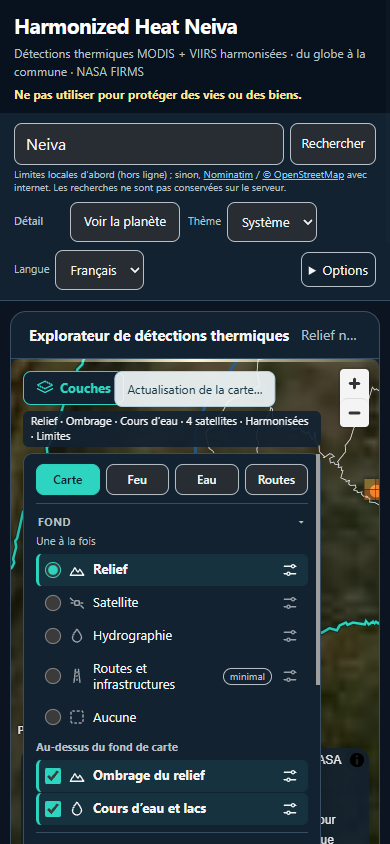 Harmonized Heat Neiva
Détections thermiques MODIS + VIIRS harmonisées · du globe à la
commune · NASA FIRMS
Ne pas utiliser pour protéger des vies ou des biens.
Neiva
Rechercher
Limites locales d'abord (hors ligne) ; sinon, Nominatim / © OpenStreetMap avec
internet. Les recherches ne sont pas conservées sur le serveur.
Détail
Voir la planète
Thème
Système
Langue
Français
▶ Options
Explorateur de détections thermiques
Relief n...
Couches
Actualisation de la carte...
+
−
Relief · Ombrage · Cours d'eau · 4 satellites · Harmonisées
· Limites
Carte
Feu
Eau
Routes
FOND
Une à la fois
Relief
Satellite
Hydrographie
Routes et
infrastructures
minimal
Aucune
Au-dessus du fond de carte
Ombrage du relief
Cours d'eau et lacs